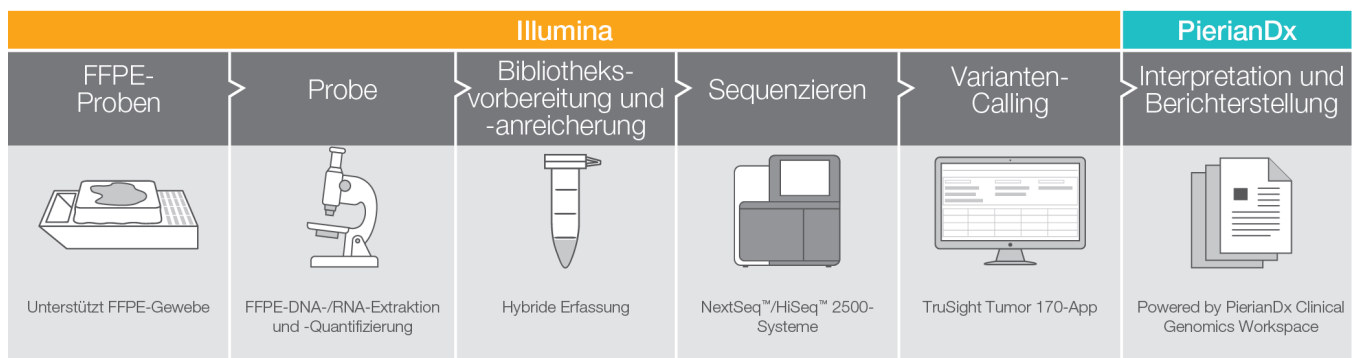 Illumina
PierianDx
FFPE-
Proben
Probe
Bibliotheks-
vorbereitung und
-anreicherung
Sequenzieren
Varianten-
Calling
Interpretation und
Berichterstellung
Unterstützt FFPE-Gewebe
FFPE-DNA-/RNA-Extraktion
und -Quantifizierung
Hybride Erfassung
NextSeq™/HiSeq™ 2500-
Systeme
TruSight Tumor 170-App
Powered by PierianDx Clinical
Genomics Workspace